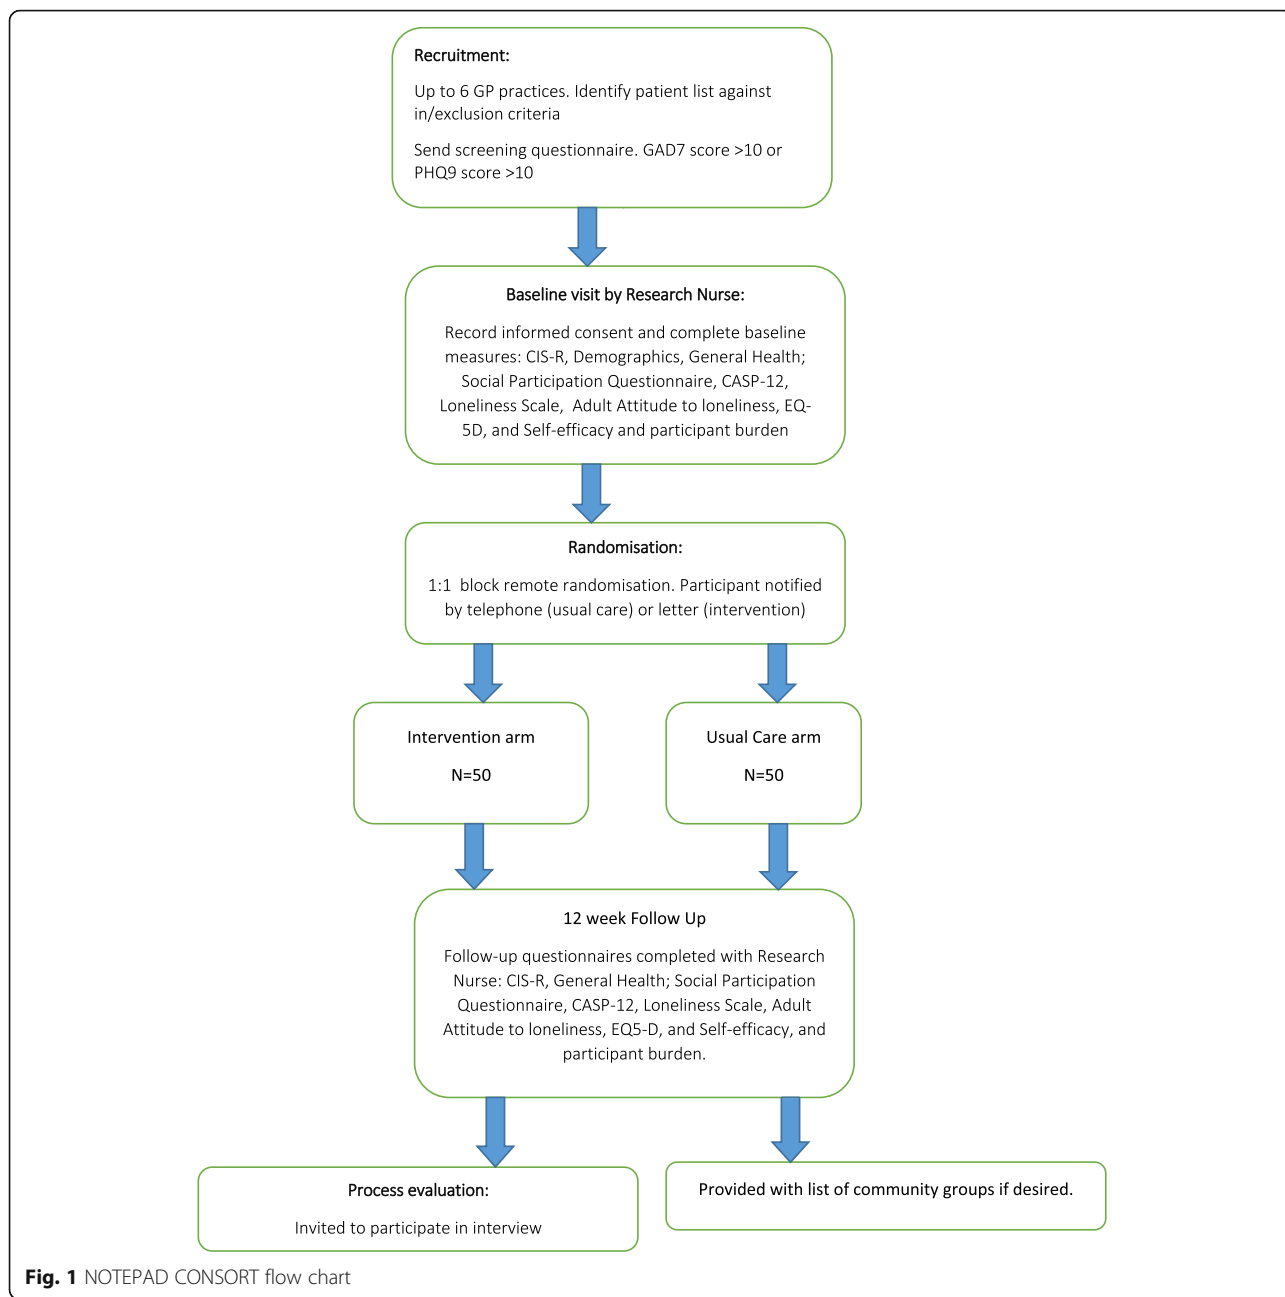 Recruitment:
Up to 6 GP practices. Identify patient list against
in/exclusion criteria
Send screening questionnaire. GAD7 score >10 or
PHQ9 score >10
Baseline visit by Research Nurse:
Record informed consent and complete baseline
measures: CIS-R, Demographics, General Health;
Social Participation Questionnaire, CASP-12,
Loneliness Scale, Adult Attitude to loneliness, EQ-
5D, and Self-efficacy and participant burden
Randomisation:
1:1 block remote randomisation. Participant notified
by telephone (usual care) or letter (intervention)
Intervention arm
N=50
Usual Care arm
N=50
12 week Follow Up
Follow-up questionnaires completed with Research
Nurse: CIS-R, General Health; Social Participation
Questionnaire, CASP-12, Loneliness Scale, Adult
Attitude to loneliness, EQ5-D, and Self-efficacy, and
participant burden.
Process evaluation:
Invited to participate in interview
Provided with list of community groups if desired.
Fig. 1 NOTEPAD CONSORT flow chart